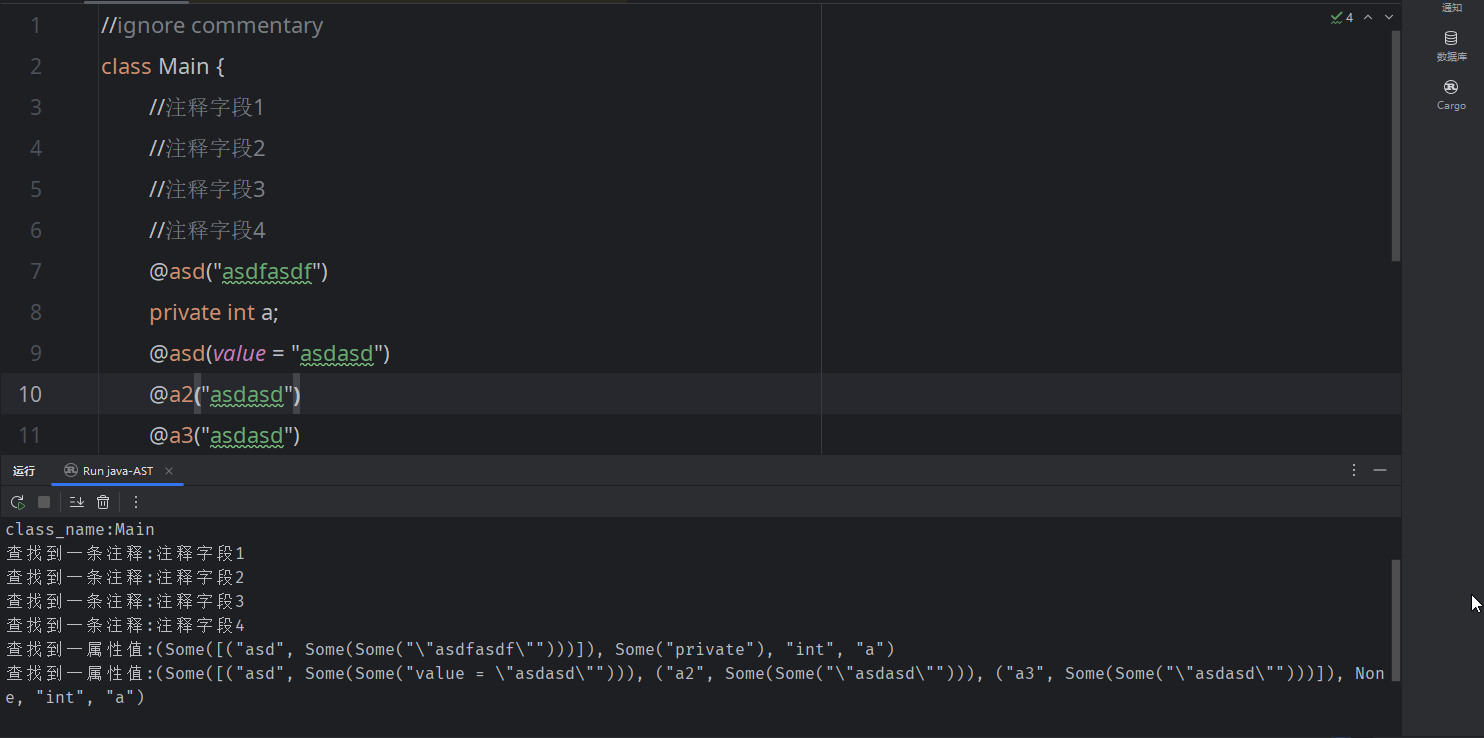 1 //ignore commentary
2 class Main {
3 //注释字段1
4 //注释字段2
5 //注释字段3
6 //注释字段4
7 @asd("asdfasdf")
8 private int a;
9 @asd(value = "asdasd")
10 @a2("asdasd")
11 @a3("asdasd")
4
通知
数据库
Cargo
运行 Run java-AST
class_name:Main
查找到一条注释:注释字段1
查找到一条注释:注释字段2
查找到一条注释:注释字段3
查找到一条注释:注释字段4
查找到一属性值:(Some([("asd", Some(Some("\"asdfasdf\"")))]), Some("private"), "int", "a")
查找到一属性值:(Some([("asd", Some(Some("value = \"asdasd\""))), ("a2", Some(Some("\"asdasd\""))), ("a3", Some(Some("\"asdasd\"")))]), Non
e, "int", "a")